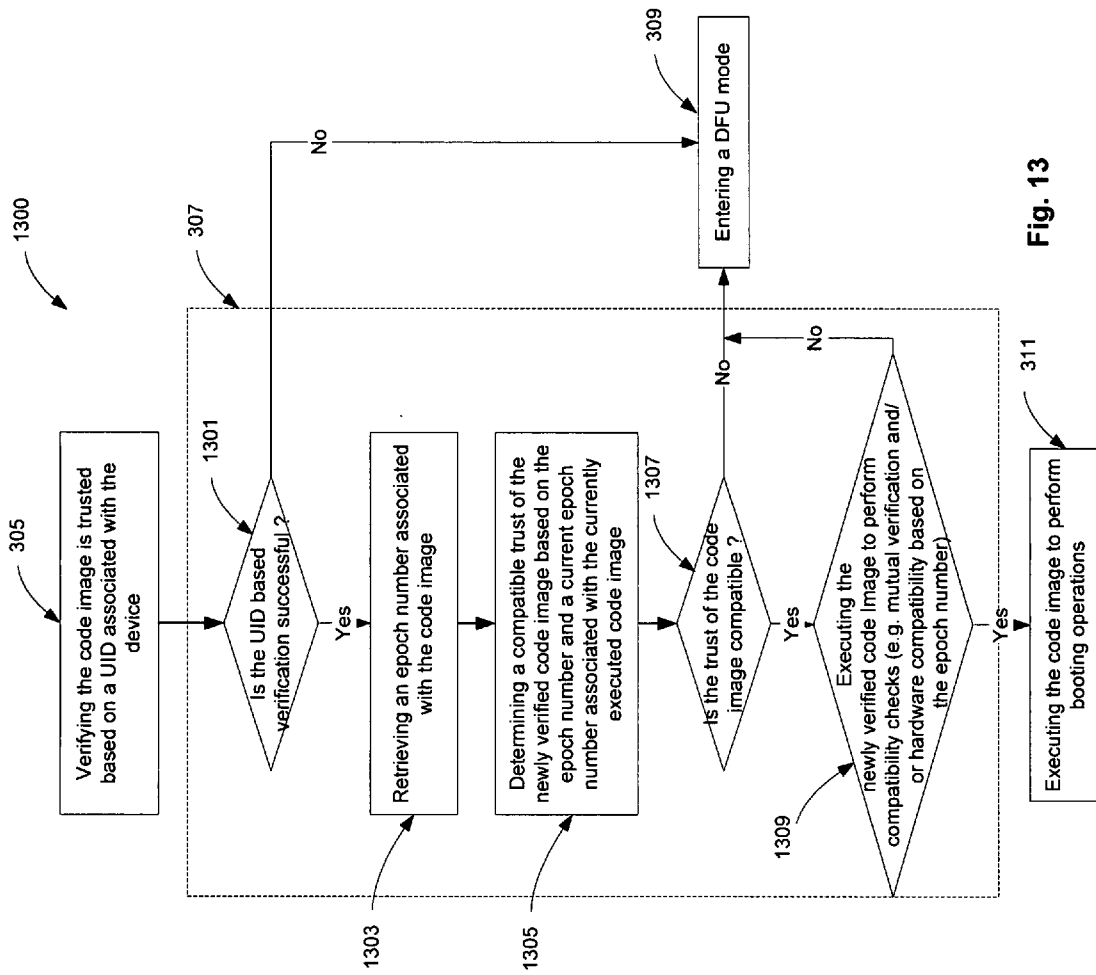 1300
305
Verifying the code image is trusted
based on a UID associated with the
device
307
1301
Is the UID based
verification successful ?
No
Yes
1303
Retrieving an epoch number associated
with the code image
1305
Determining a compatible trust of the
newly verified code image based on the
epoch number and a current epoch
number associated with the currently
executed code image
309
Entering a DFU mode
1307
Is the trust of the code
image compatible ?
No
Yes
1309
Executing the
newly verified code Image to perform
compatibility checks (e.g. mutual verification and/
or hardware compatibility based on
the epoch number)
No
Yes
311
Executing the code image to perform
booting operations
Fig. 13